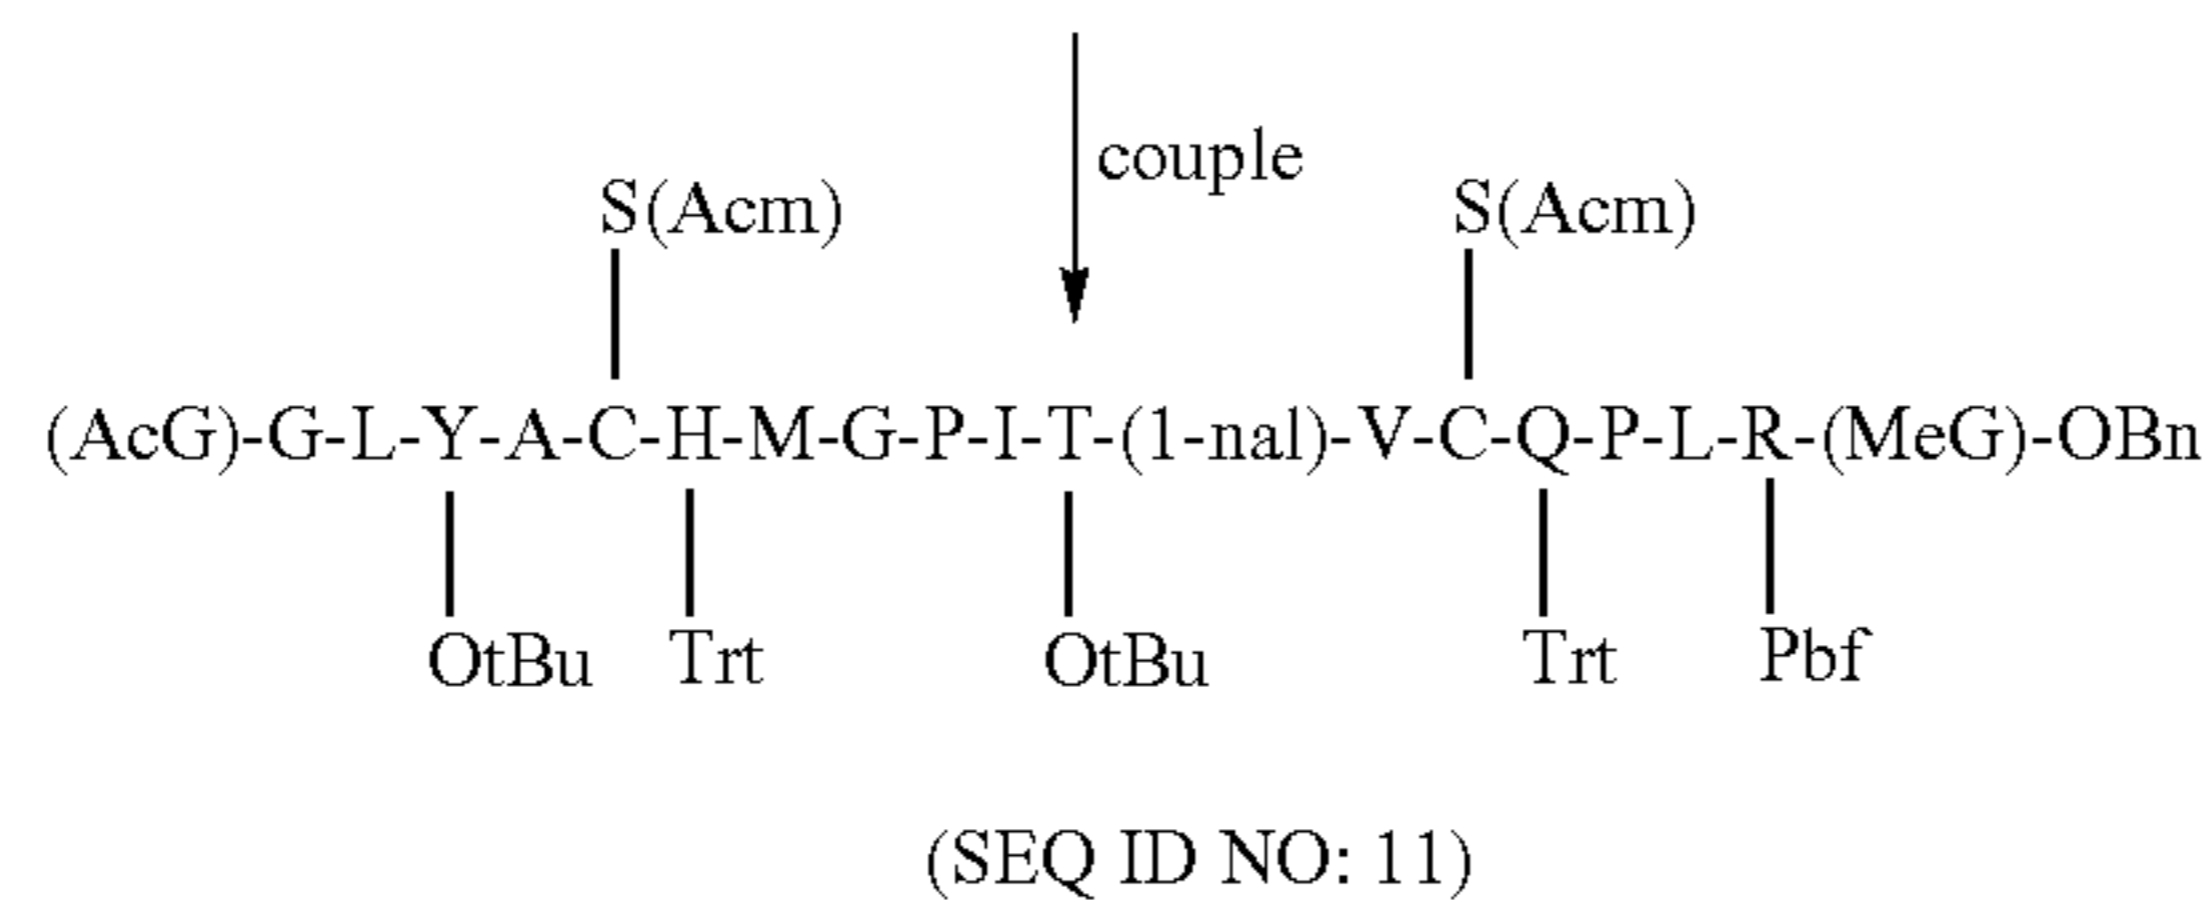 couple
S(Acm) S(Acm)
(AcG)-G-L-Y-A-C-H-M-G-P-I-T-(1-nal)-V-C-Q-P-L-R-(MeG)-OBn
OtBu Trt OtBu Trt Pbf
(SEQ ID NO: 11)